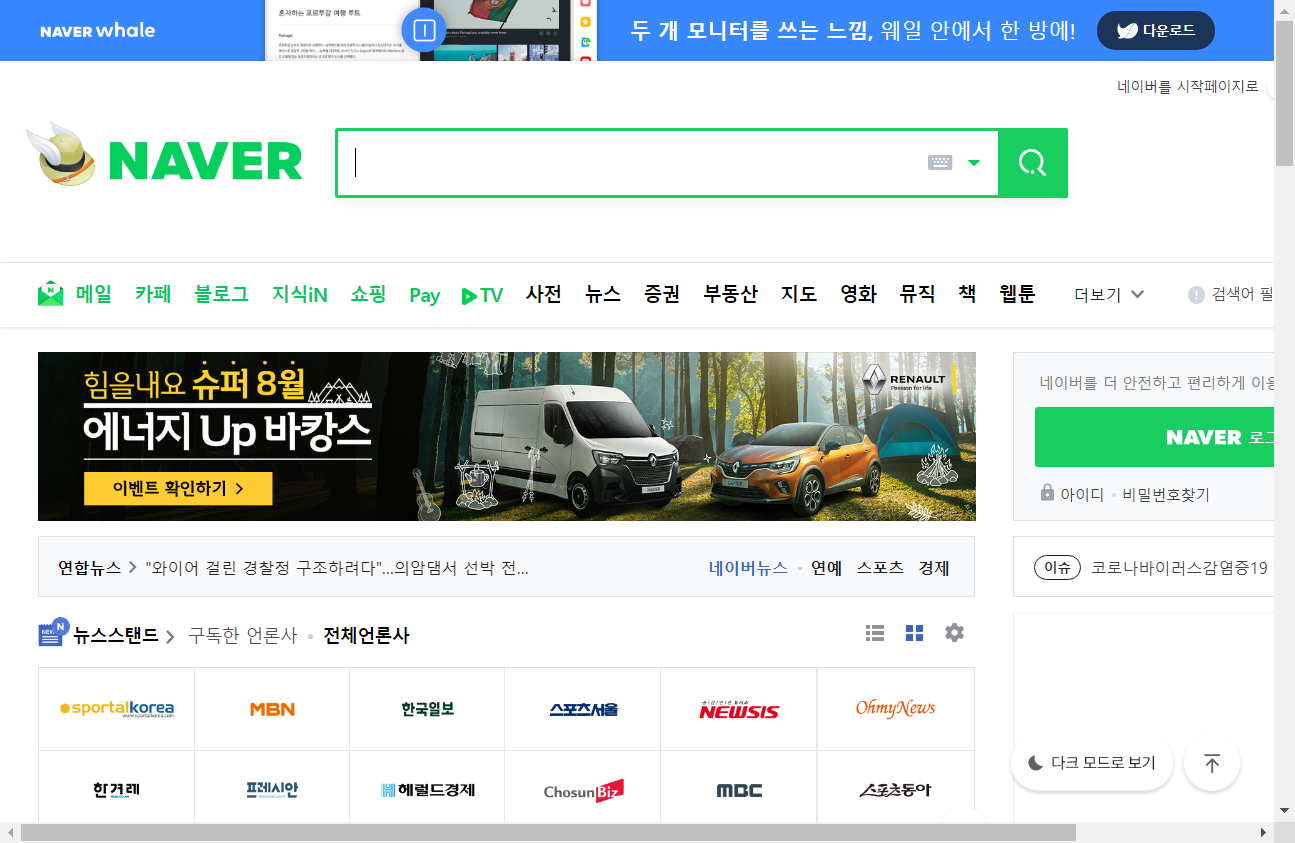 NAVER whale
혼자하는 포르투갈 여행 루트
두 개 모니터를 쓰는 느낌, 웨일 안에서 한 방에!
다운로드
네이버를 시작페이지로
NAVER
메일 카페 블로그 지식iN 쇼핑 Pay TV 사전 뉴스 증권 부동산 지도 영화 뮤직 책 웹툰 더보기
검색어 필
힘을내요 슈퍼 8월
에너지 Up 바캉스
이벤트 확인하기
RENAULT
Passion for life
네이버를 더 안전하고 편리하게 이용
NAVER 로그
아이디 비밀번호찾기
연합뉴스 "와이어 걸린 경찰정 구조하려다"...의암댐서 선박 전...
네이버뉴스 연예 스포츠 경제
이슈 코로나바이러스감염증19
NEWS N
뉴스스탠드 구독한 언론사 전체언론사
sportalkorea
www.sportalkorea.com
MBN
한국일보
스포츠서울
NEWSIS
OhmyNews
한겨레
프레시안
헤럴드경제
ChosunBiz
MBC
스포츠동아
다크 모드로 보기